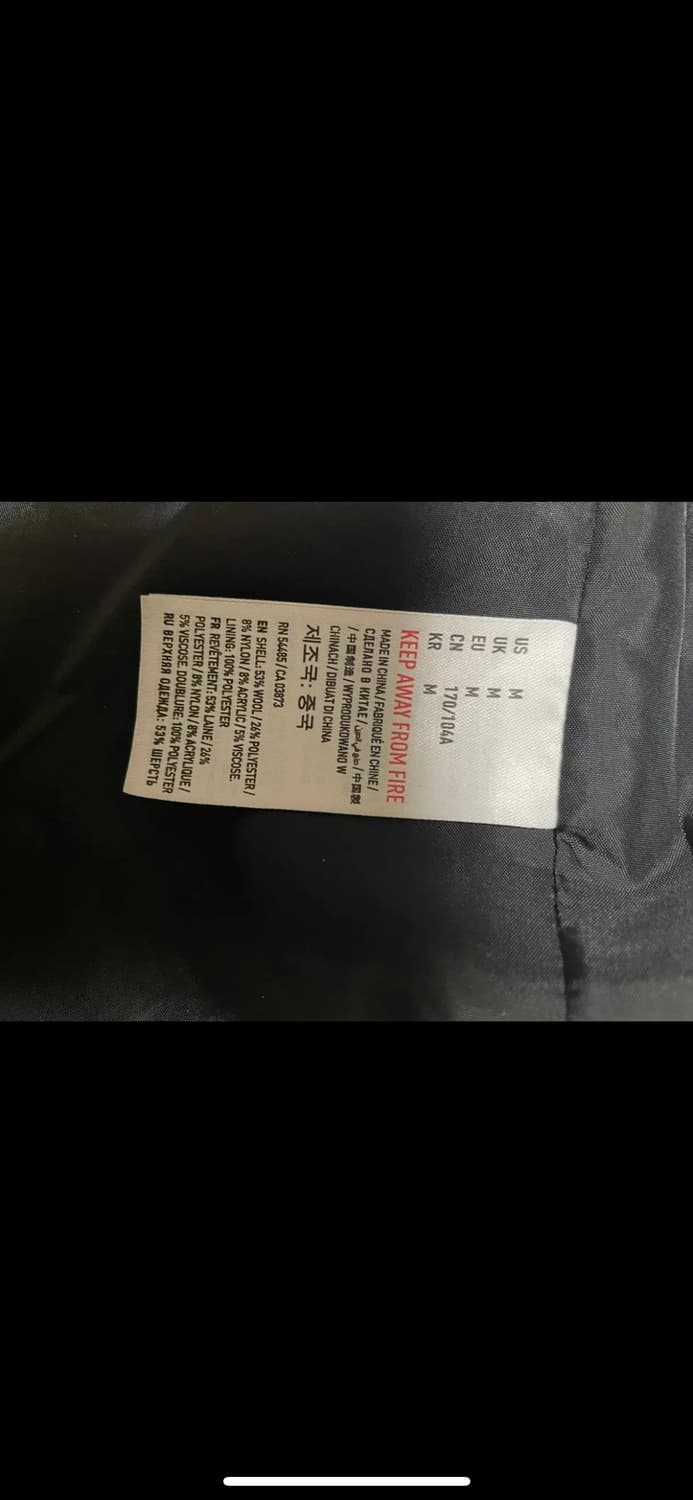 US M
UK M
EU M
CN 170/104A
KR M
KEEP AWAY FROM FIRE
MADE IN CHINA / FABRIQUÉ EN CHINE /
СДЕЛАНО В КИТАЕ / صنع في الصين / 中国製
/ 中国制造 / WYPRODUKOWANO W
CHINACH / DIBUAT DI CHINA
제조국: 중국
RN 54485 / CA 03873
EN SHELL: 53% WOOL / 26% POLYESTER /
8% NYLON / 8% ACRYLIC / 5% VISCOSE.
LINING: 100% POLYESTER
FR REVÊTEMENT: 53% LAINE / 26%
POLYESTER / 8% NYLON / 8% ACRYLIQUE /
5% VISCOSE. DOUBLURE: 100% POLYESTER
RU ВЕРХНЯЯ ОДЕЖДА: 53% ШЕРСТЬ